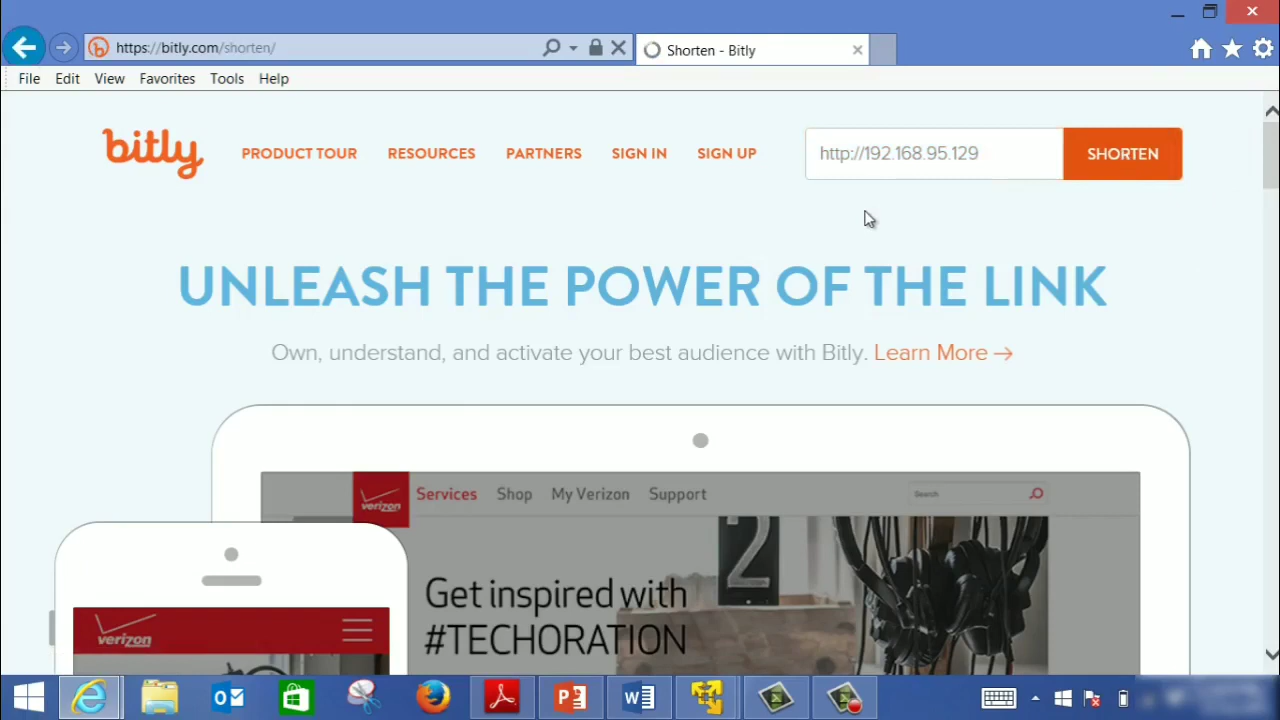 https://bitly.com/shorten/
Shorten - Bitly
File Edit View Favorites Tools Help
bitly
PRODUCT TOUR RESOURCES PARTNERS SIGN IN SIGN UP
http://192.168.95.129
SHORTEN
UNLEASH THE POWER OF THE LINK
Own, understand, and activate your best audience with Bitly. Learn More →
verizon
Services Shop My Verizon Support
Search
2
Get inspired with
#TECHORATION
verizon